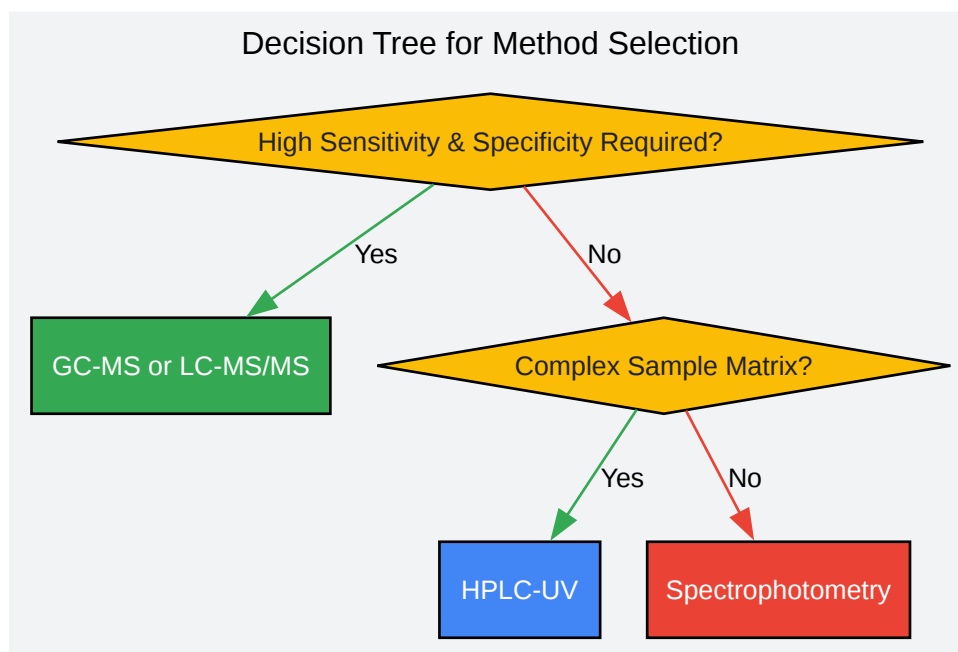 Decision Tree for Method Selection
High Sensitivity & Specificity Required?
Yes
No
GC-MS or LC-MS/MS
Complex Sample Matrix?
Yes
No
HPLC-UV
Spectrophotometry